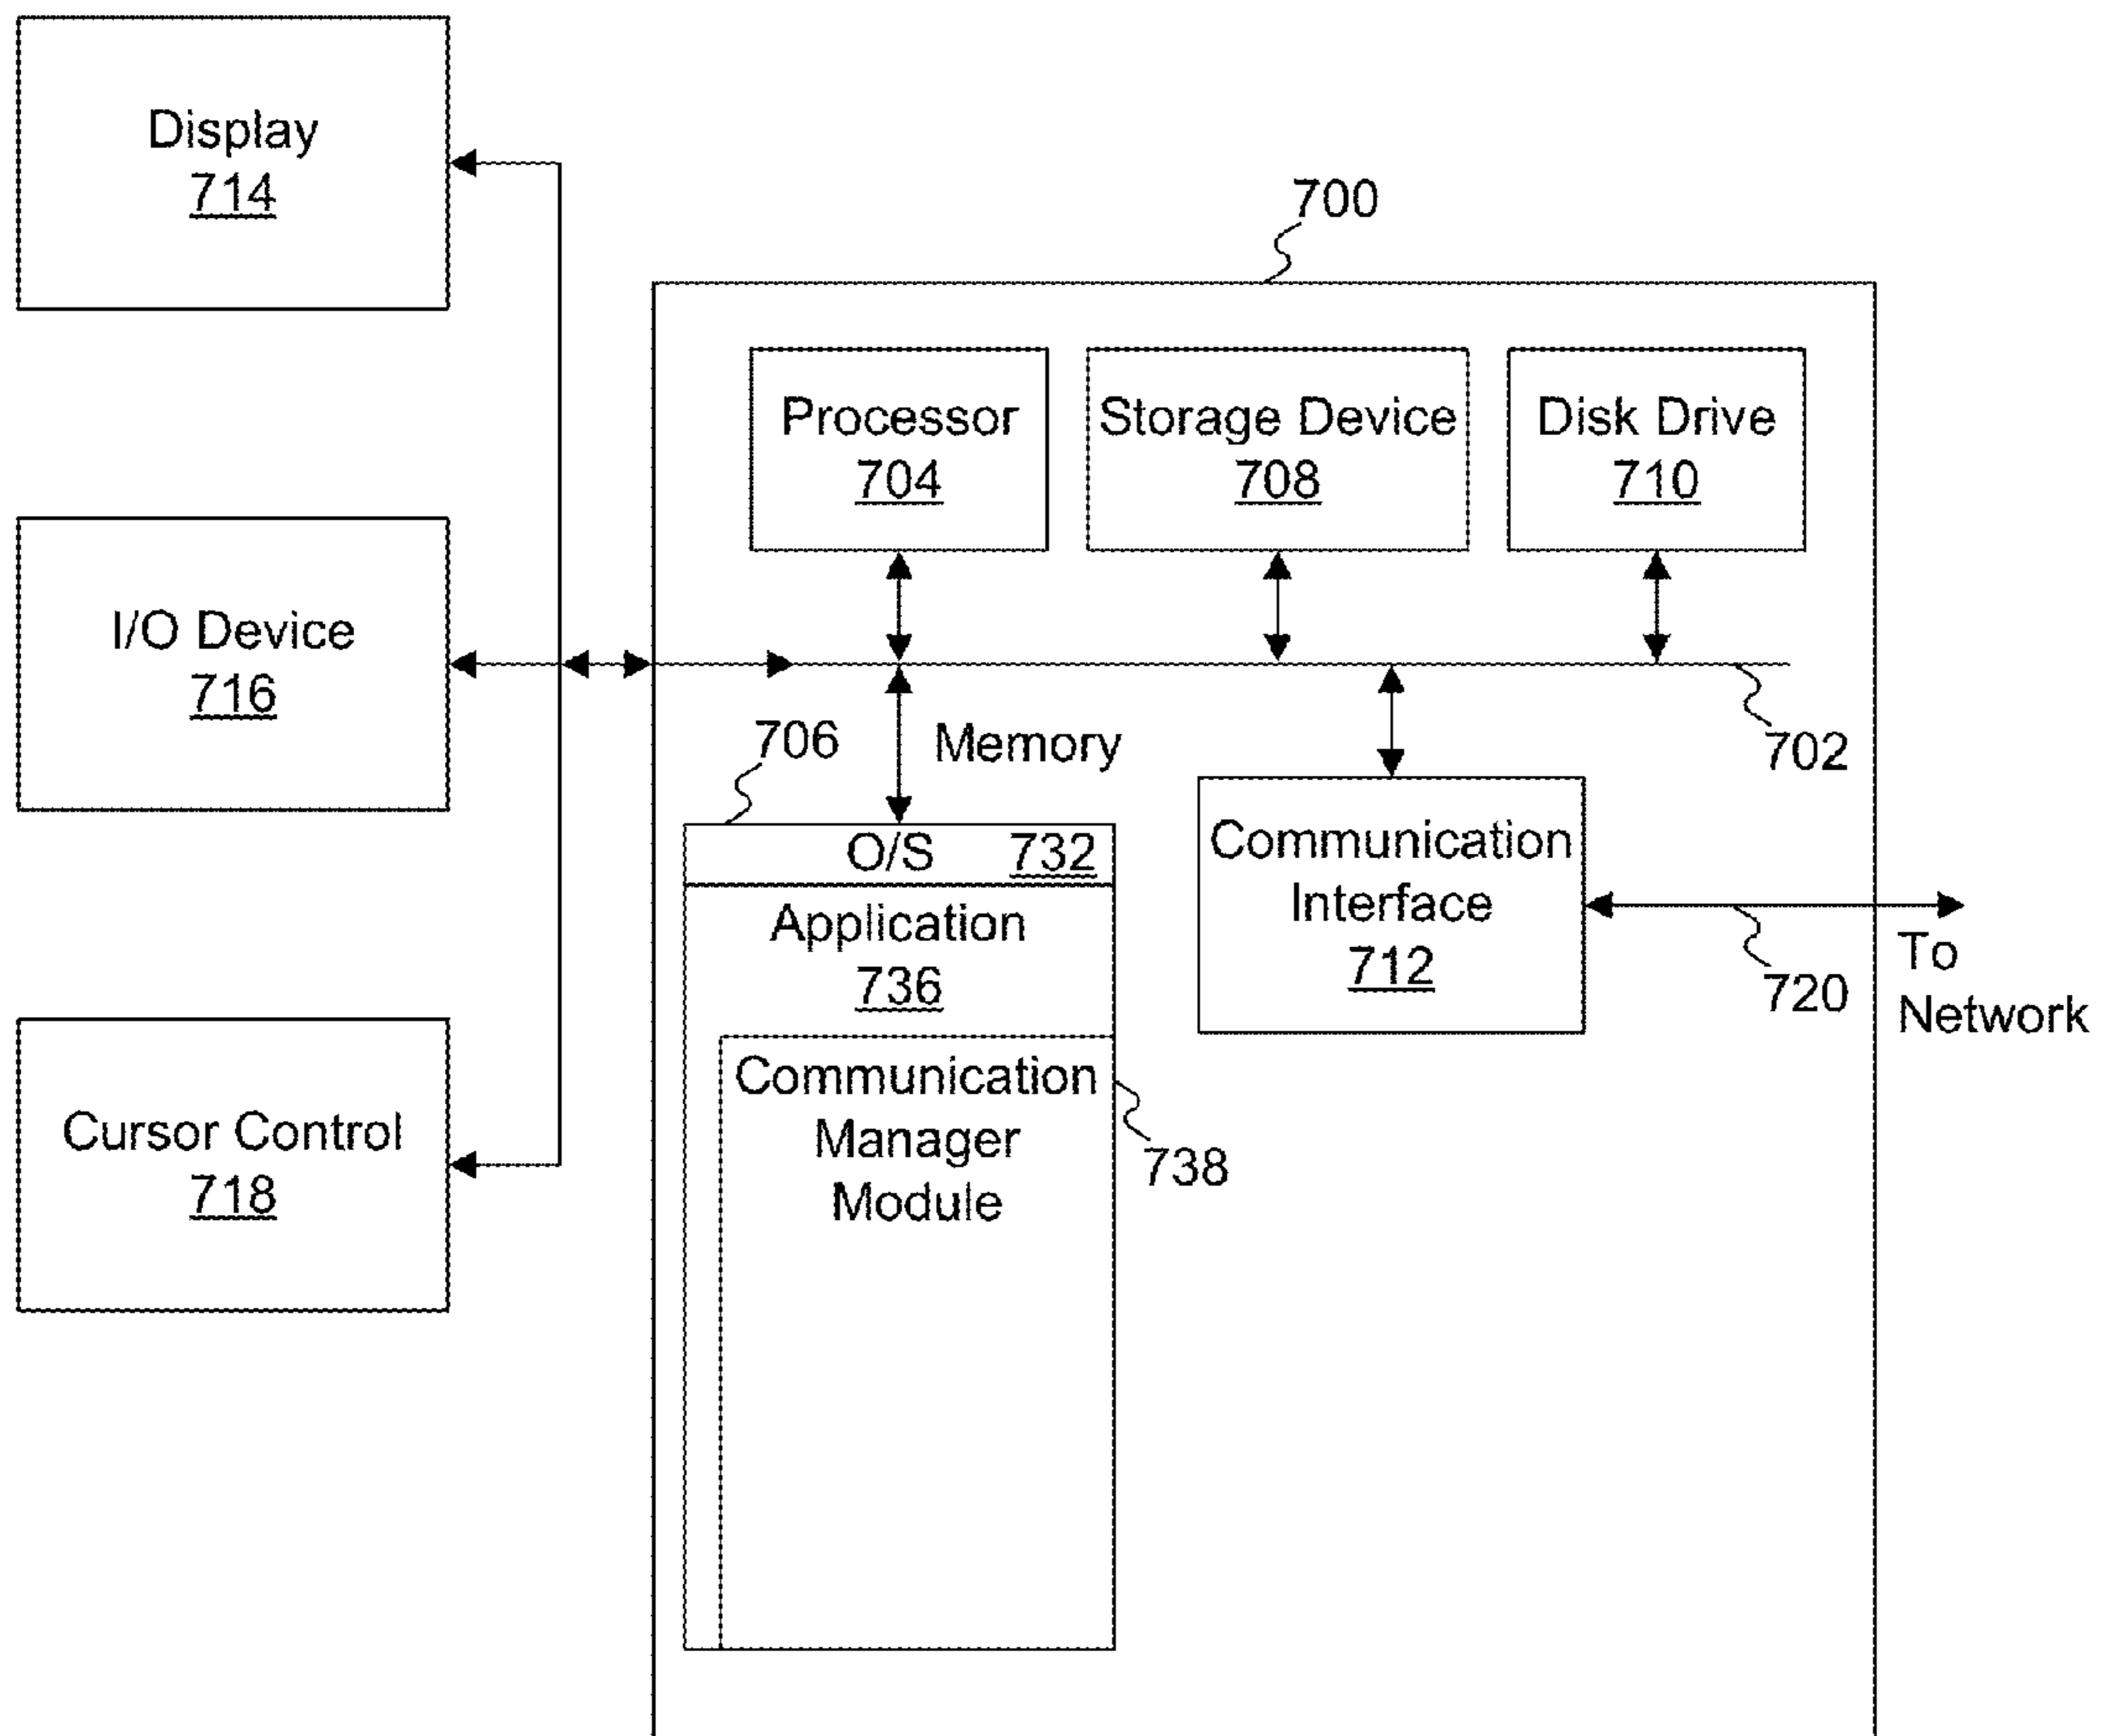 Display
714
700
Processor
704
Storage Device
708
Disk Drive
710
I/O Device
716
706
Memory
702
O/S 732
Application
736
Communication
Interface
712
720
To
Network
Communication
Manager
Module
738
Cursor Control
718